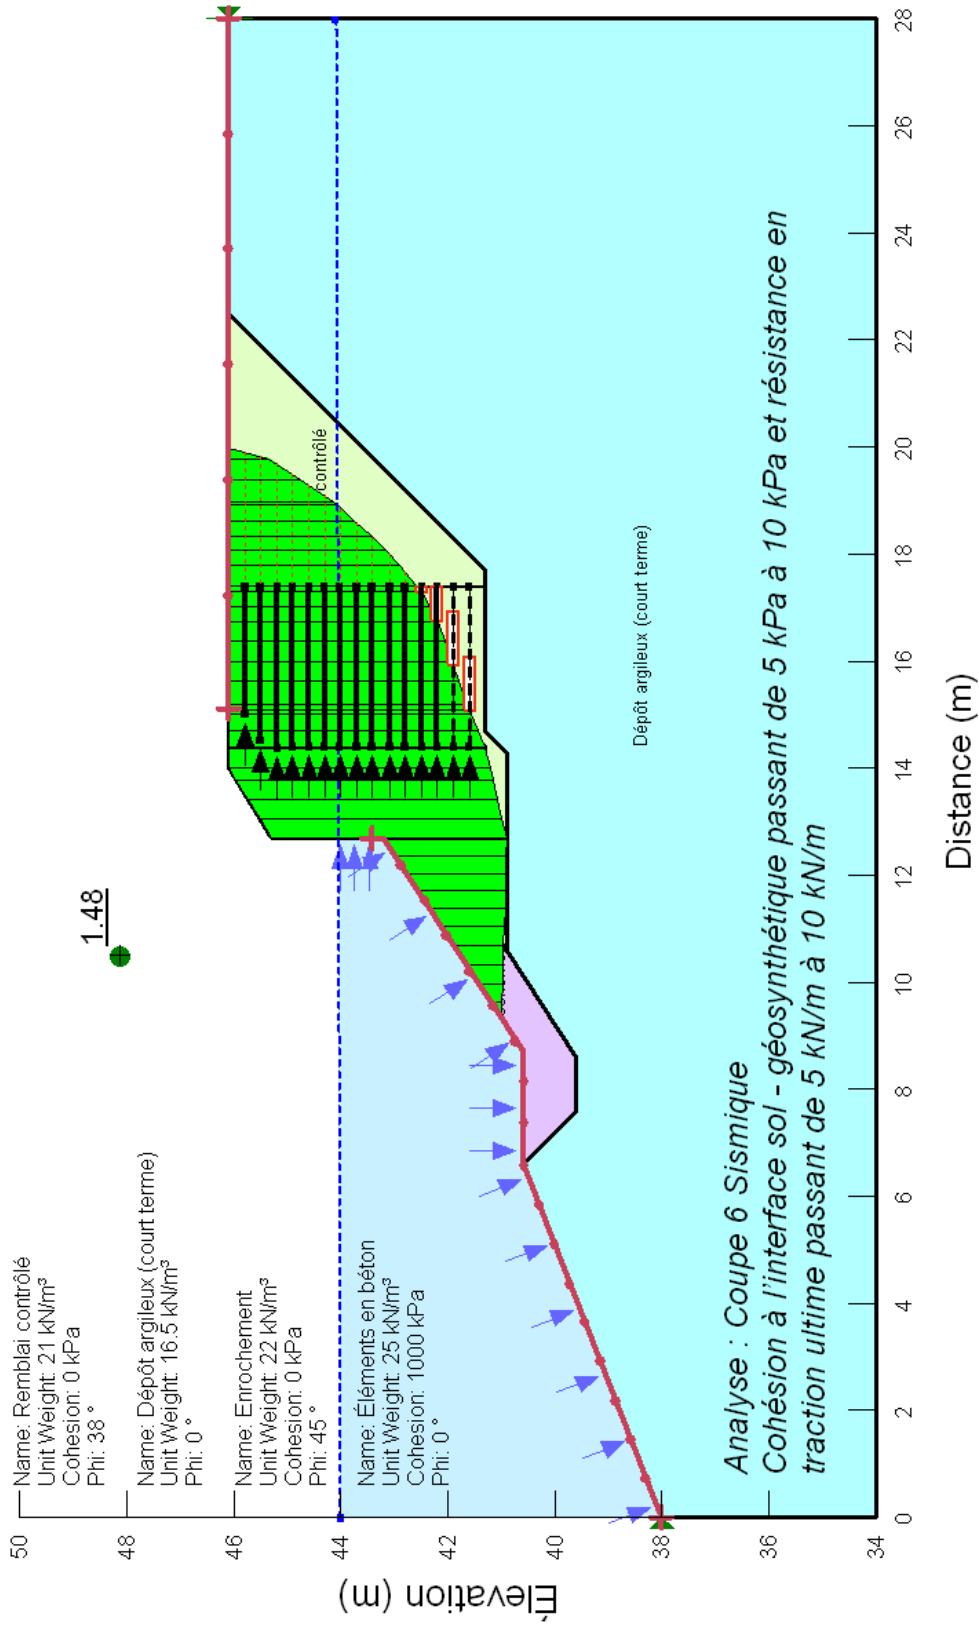 Name: Remblai contrôlé
Unit Weight: 21 kN/m³
Cohesion: 0 kPa
Phi: 38 °
Name: Dépôt argileux (court terme)
Unit Weight: 16.5 kN/m³
Phi: 0 °
Name: Enrochement
Unit Weight: 22 kN/m³
Cohesion: 0 kPa
Phi: 45 °
Name: Éléments en béton
Unit Weight: 25 kN/m³
Cohesion: 1000 kPa
Phi: 0 °
1.48
contrôlé
Dépôt argileux (court terme)
Analyse : Coupe 6 Sismique
Cohésion à l'interface sol - géosynthétique passant de 5 kPa à 10 kPa et résistance en
traction ultime passant de 5 kN/m à 10 kN/m
Élevation (m)
50
48
46
44
42
40
38
36
34
0
2
4
6
8
10
12
14
16
18
20
22
24
26
28
Distance (m)